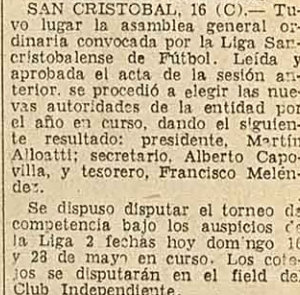 SAN CRISTOBAL, 16 (C).— Tu-
vo lugar la asamblea general or-
dinaria convocada por la Liga San-
cristobalense de Fútbol. Leída y
aprobada el acta de la sesión an-
terior. se procedió a elegir las nue-
vas autoridades de la entidad por
el año en curso, dando el siguien-
te resultado: presidente, Martín
Alloatti; secretario, Alberto Capo-
villa, y tesorero, Francisco Melén-
dez.
Se dispuso disputar el torneo de
competencia bajo los auspicios de
la Liga 2 fechas hoy domingo 16
y 23 de mayo en curso. Los cote-
jos se disputarán en el field del
Club Independiente.